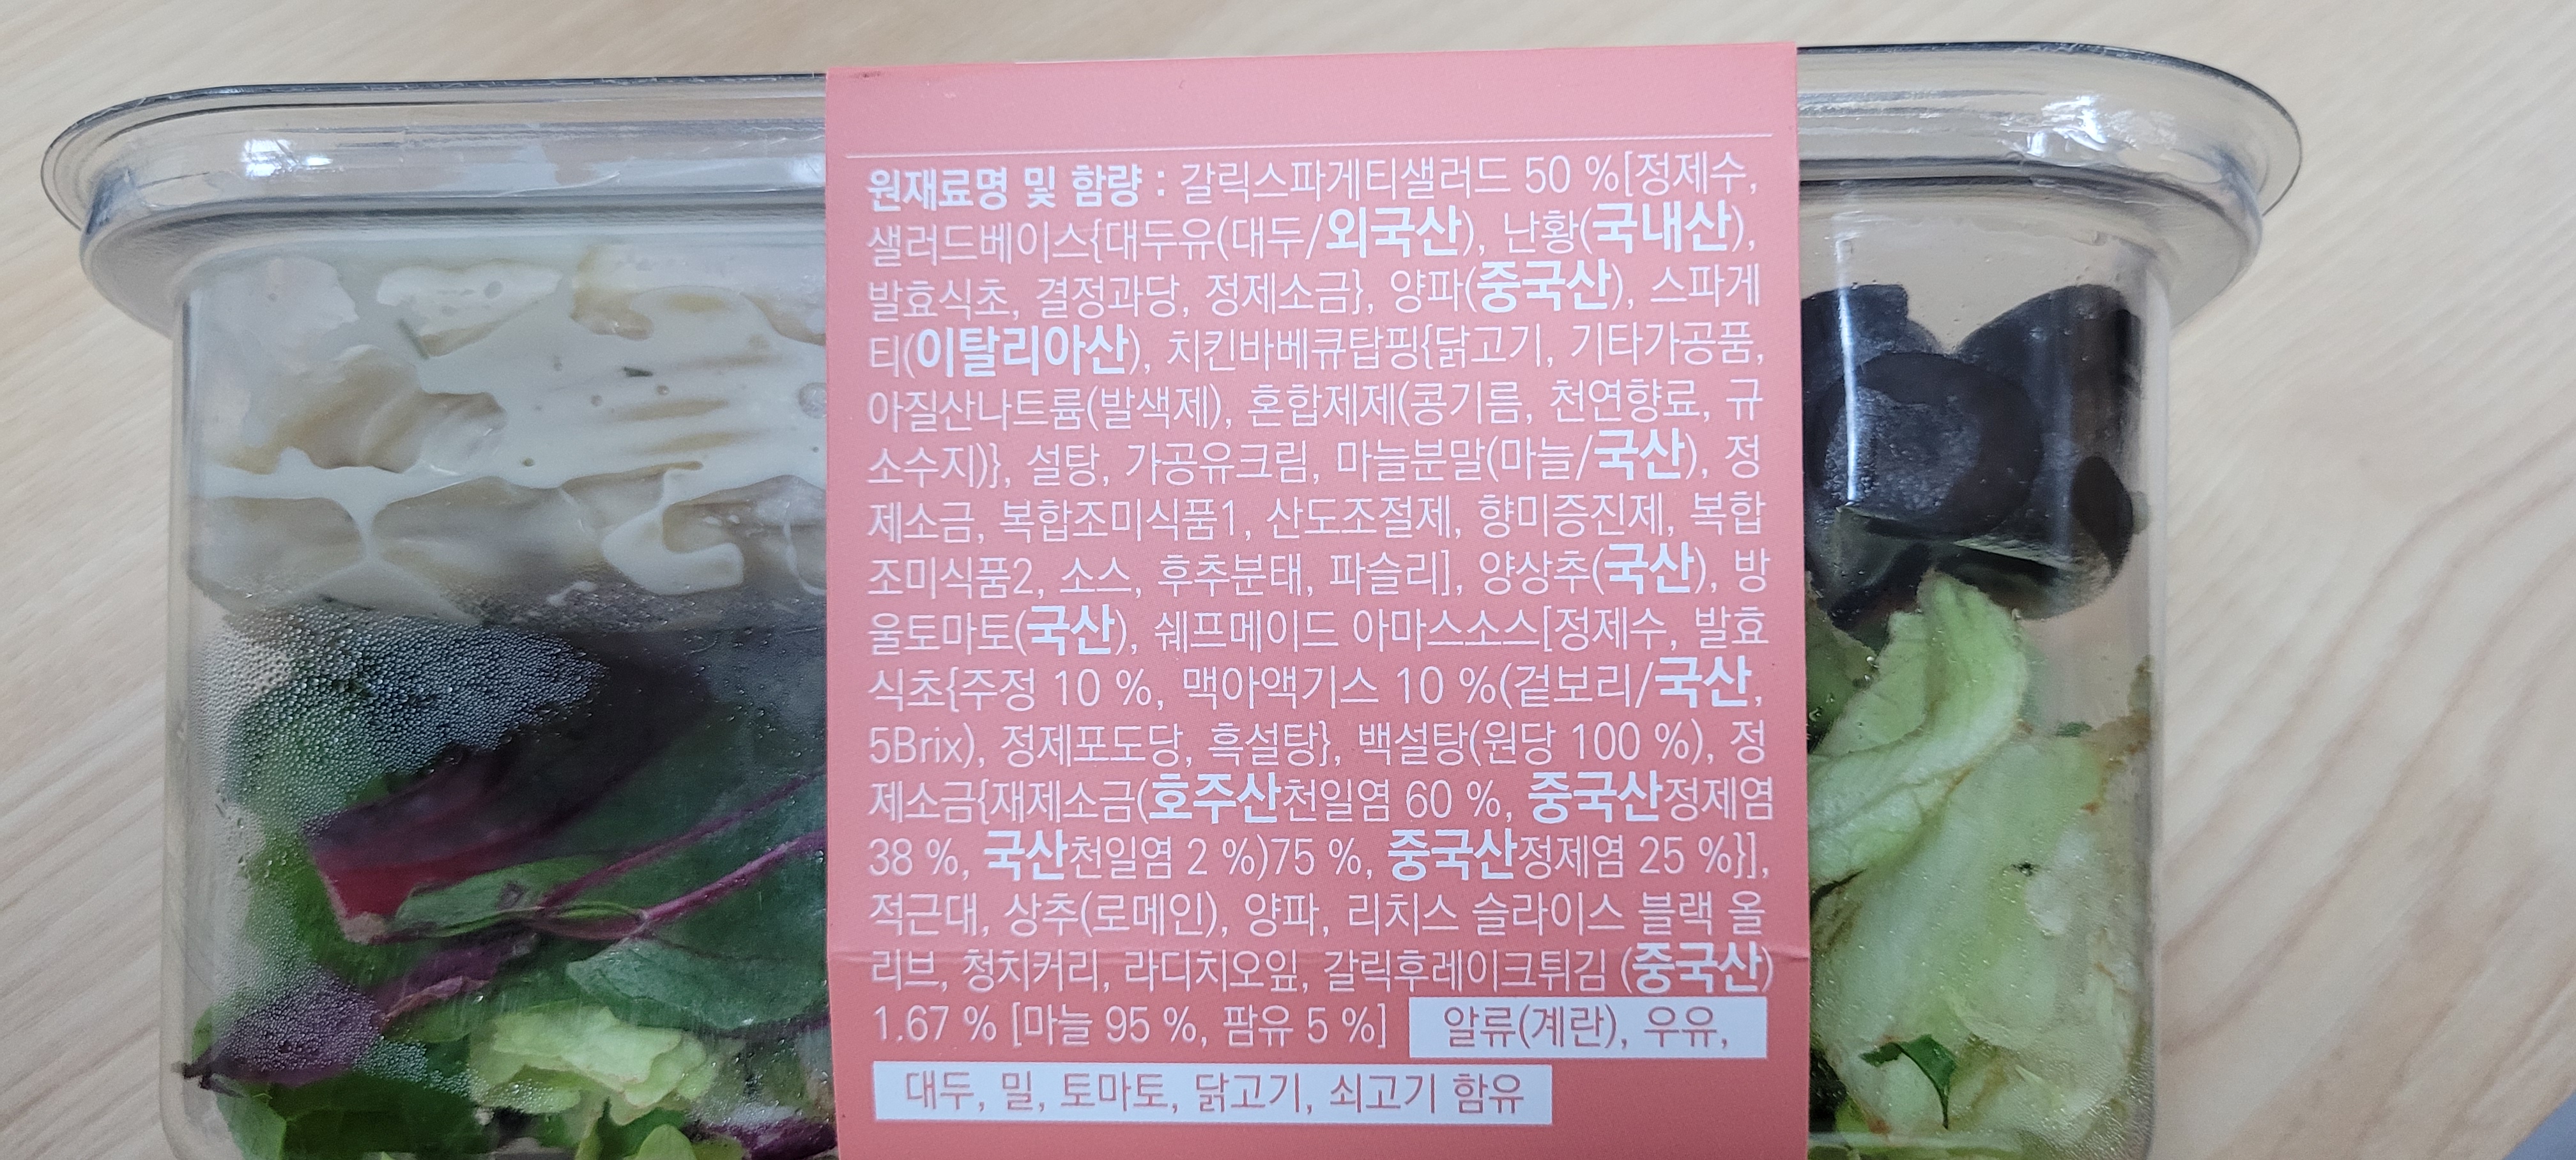 원재료명 및 함량 : 갈릭스파게티샐러드 50 %[정제수,
샐러드베이스{대두유(대두/외국산), 난황(국내산),
발효식초, 결정과당, 정제소금}, 양파(중국산), 스파게
티(이탈리아산), 치킨바베큐탑핑{닭고기, 기타가공품,
아질산나트륨(발색제), 혼합제제(콩기름, 천연향료, 규
소수지)}, 설탕, 가공유크림, 마늘분말(마늘/국산), 정
제소금, 복합조미식품1, 산도조절제, 향미증진제, 복합
조미식품2, 소스, 후추분태, 파슬리], 양상추(국산), 방
울토마토(국산), 쉐프메이드 아마스소스[정제수, 발효
식초{주정 10 %, 맥아액기스 10 %(겉보리/국산,
5Brix), 정제포도당, 흑설탕}, 백설탕(원당 100 %), 정
제소금{재제소금(호주산천일염 60 %, 중국산정제염
38 %, 국산천일염 2 %)75 %, 중국산정제염 25 %}],
적근대, 상추(로메인), 양파, 리치스 슬라이스 블랙 올
리브, 청치커리, 라디치오잎, 갈릭후레이크튀김 (중국산)
1.67 % [마늘 95 %, 팜유 5 %] 알류(계란), 우유,
대두, 밀, 토마토, 닭고기, 쇠고기 함유